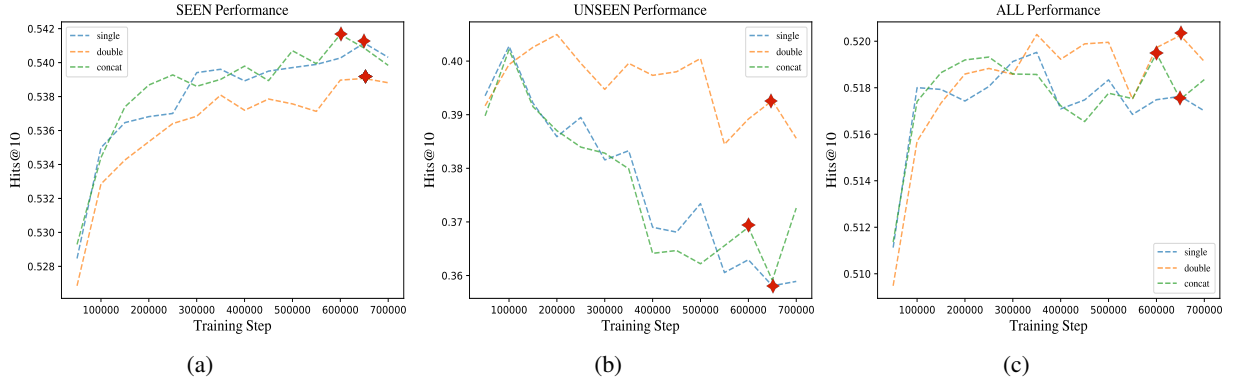 SEEN Performance
0.542
0.540
0.538
0.536
0.534
0.532
0.530
0.528
Hits@10
single
double
concat
100000 200000 300000 400000 500000 600000 700000
Training Step
(a)
UNSEEN Performance
0.40
0.39
0.38
0.37
0.36
Hits@10
single
double
concat
100000 200000 300000 400000 500000 600000 700000
Training Step
(b)
ALL Performance
0.520
0.518
0.516
0.514
0.512
0.510
Hits@10
single
double
concat
100000 200000 300000 400000 500000 600000 700000
Training Step
(c)